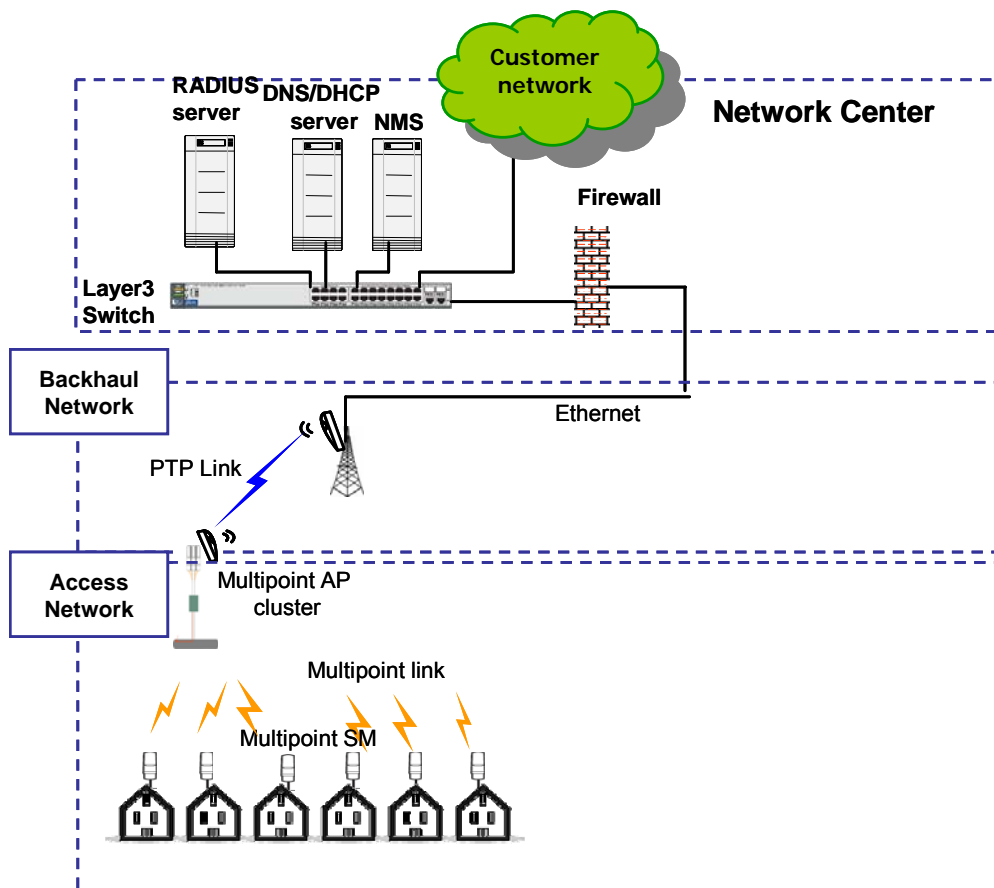 Customer
network
RADIUS
server
DNS/DHCP
server
NMS
Network Center
Firewall
Layer3
Switch
Backhaul
Network
Ethernet
PTP Link
Access
Network
Multipoint AP
cluster
Multipoint link
Multipoint SM